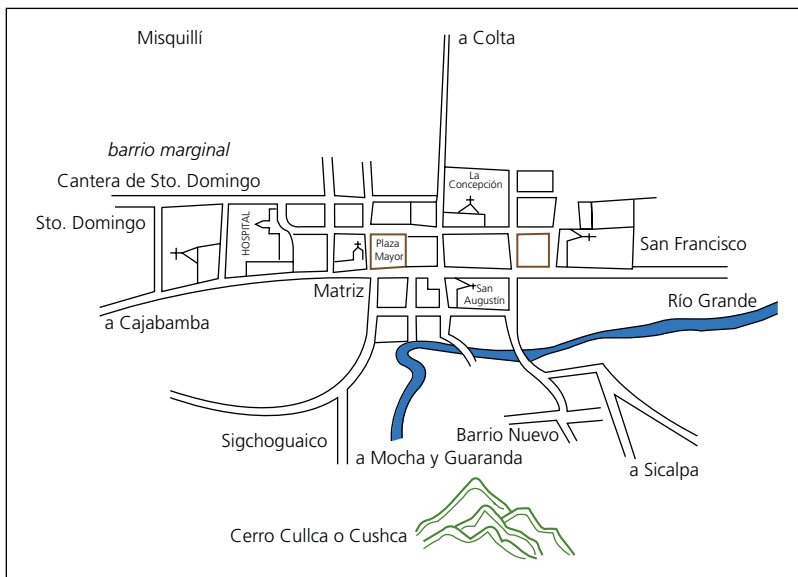 Misquillí
a Colta
barrio marginal
Cantera de Sto. Domingo
La
Concepción
Sto. Domingo
HOSPITAL
Plaza
Mayor
San Francisco
Matriz
San
Augustín
Río Grande
a Cajabamba
Sigchoguaico
Barrio Nuevo
a Mocha y Guaranda
a Sicalpa
Cerro Cullca o Cushca